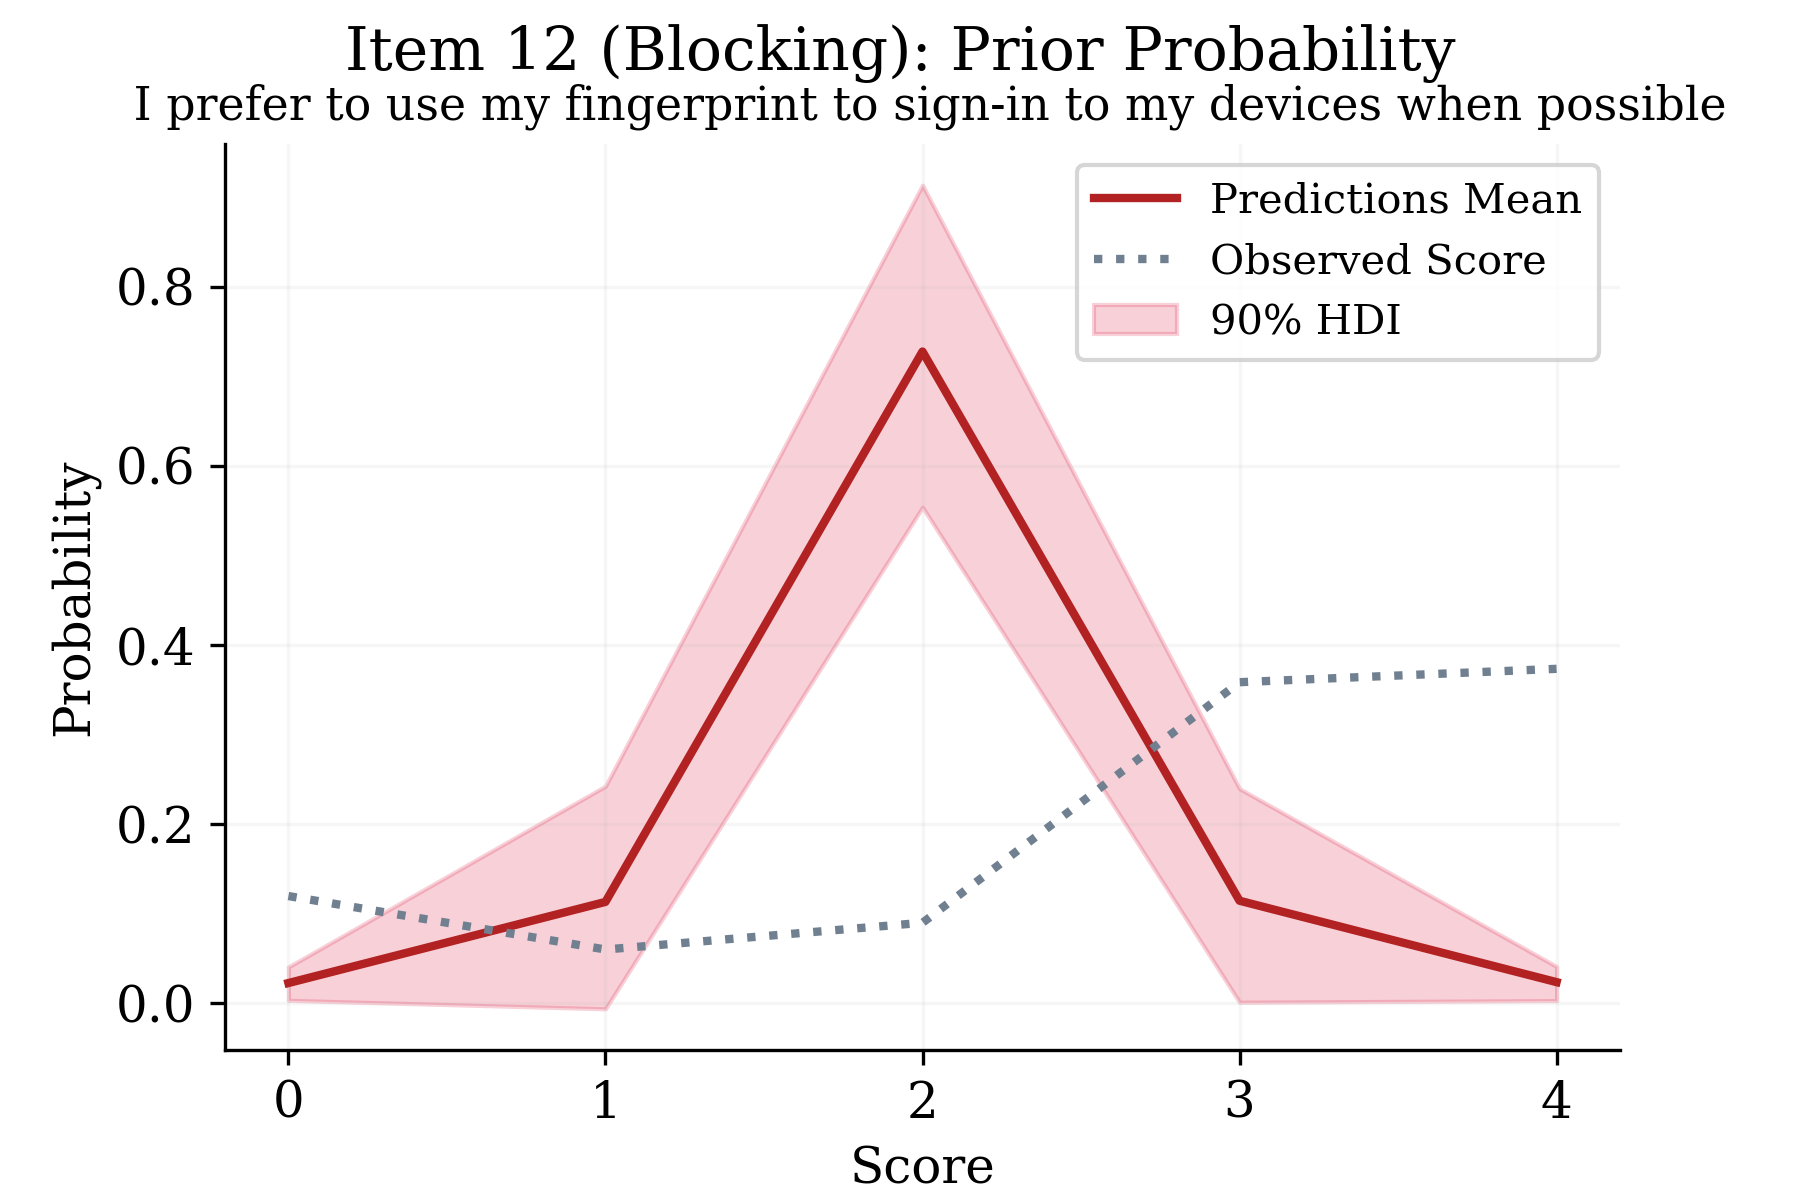 Item 12 (Blocking): Prior Probability
I prefer to use my fingerprint to sign-in to my devices when possible
Predictions Mean
Observed Score
90% HDI
Probability
0.8
0.6
0.4
0.2
0.0
0 1 2 3 4
Score